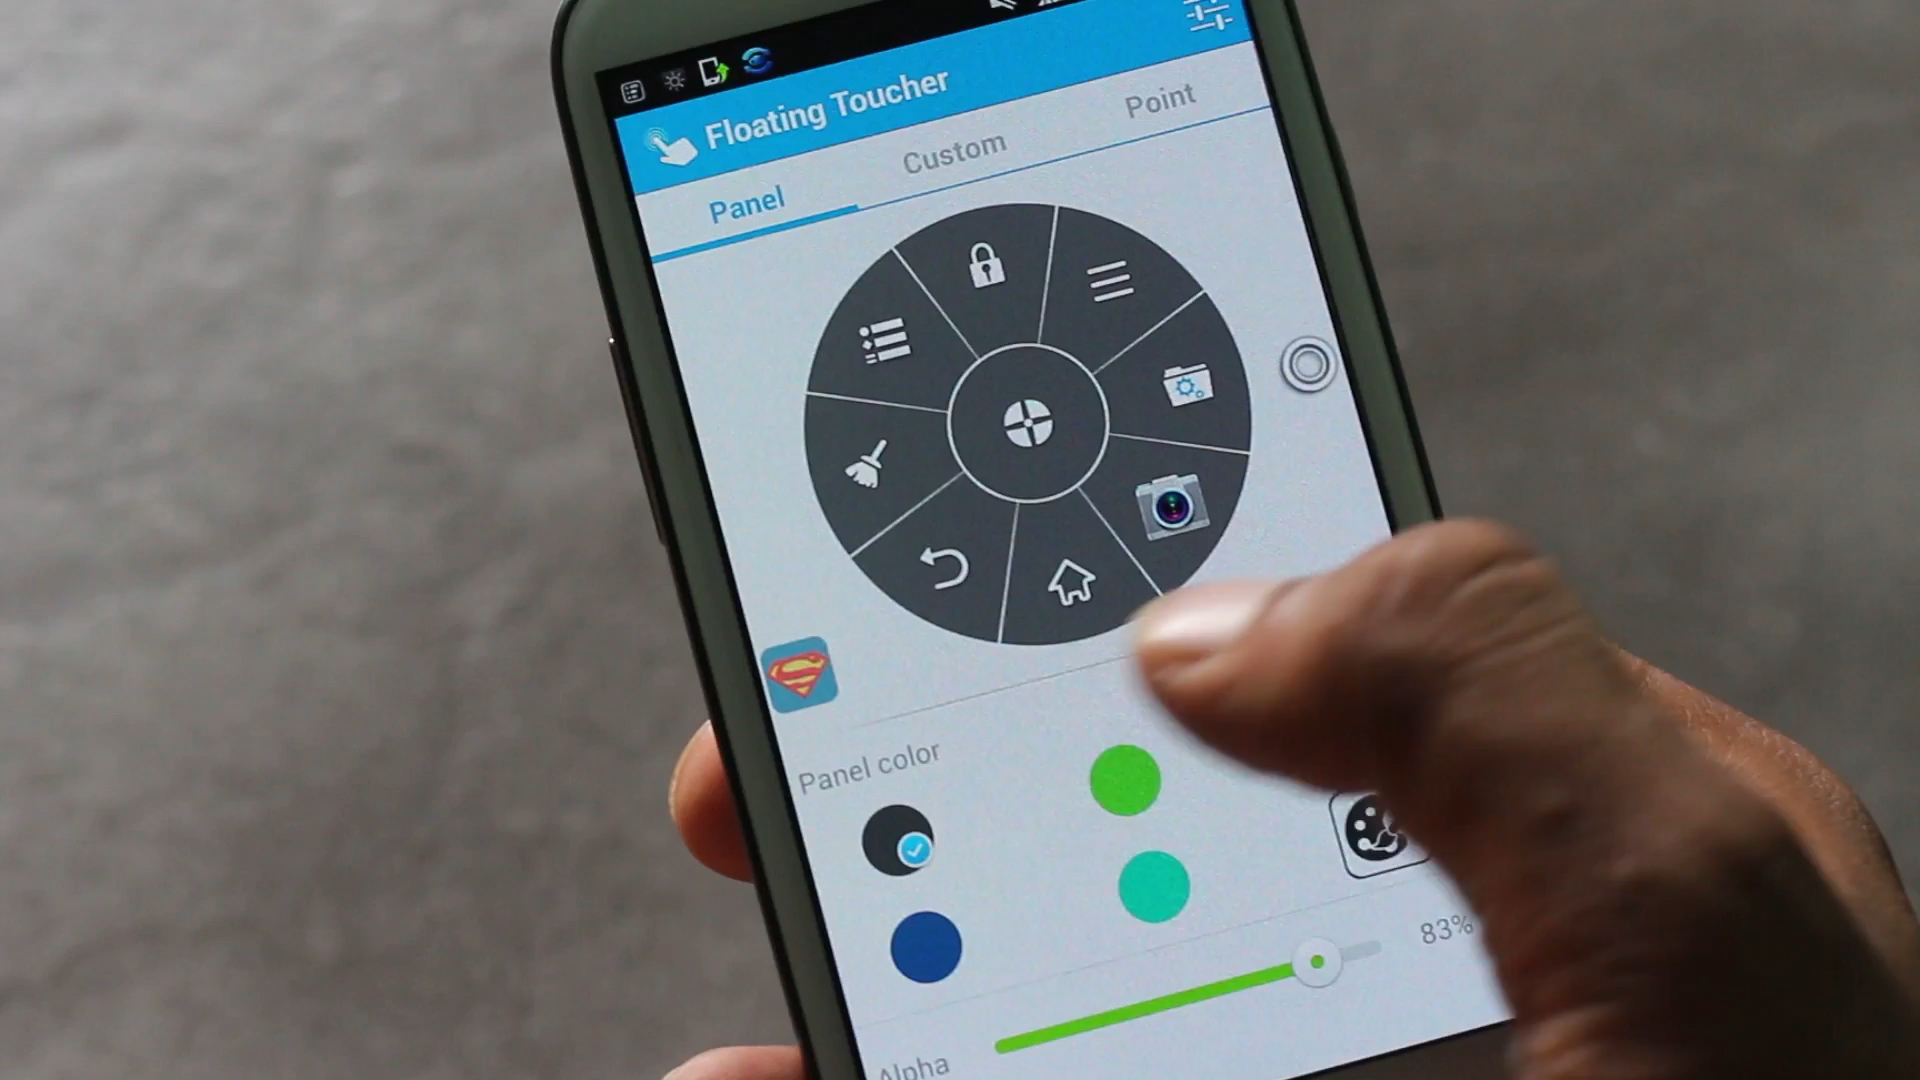 Floating Toucher
Panel
Custom
Point
Panel color
83%
Alpha